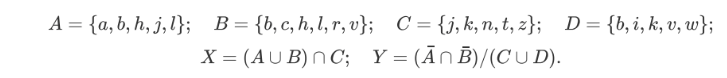 A = {a, b, h, j, l}; B = {b, c, h, l, r, v}; C = {j, k, n, t, z}; D = {b, i, k, v, w};
X = (A ∪ B) ∩ C; Y = (Ā ∩ B̄)/(C ∪ D).